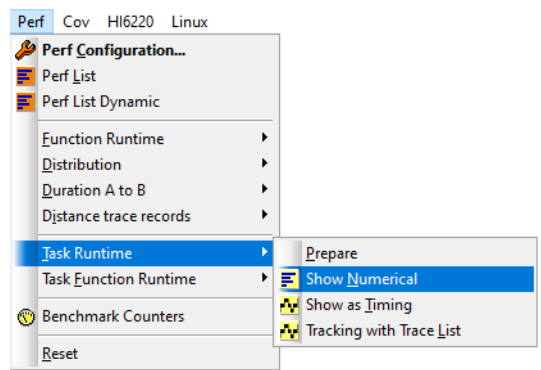 Perf Cov HI6220 Linux
Perf Configuration...
Perf List
Perf List Dynamic
Function Runtime
Distribution
Duration A to B
Distance trace records
Task Runtime
Prepare
Task Function Runtime
Show Numerical
Show as Timing
Benchmark Counters
Tracking with Trace List
Reset